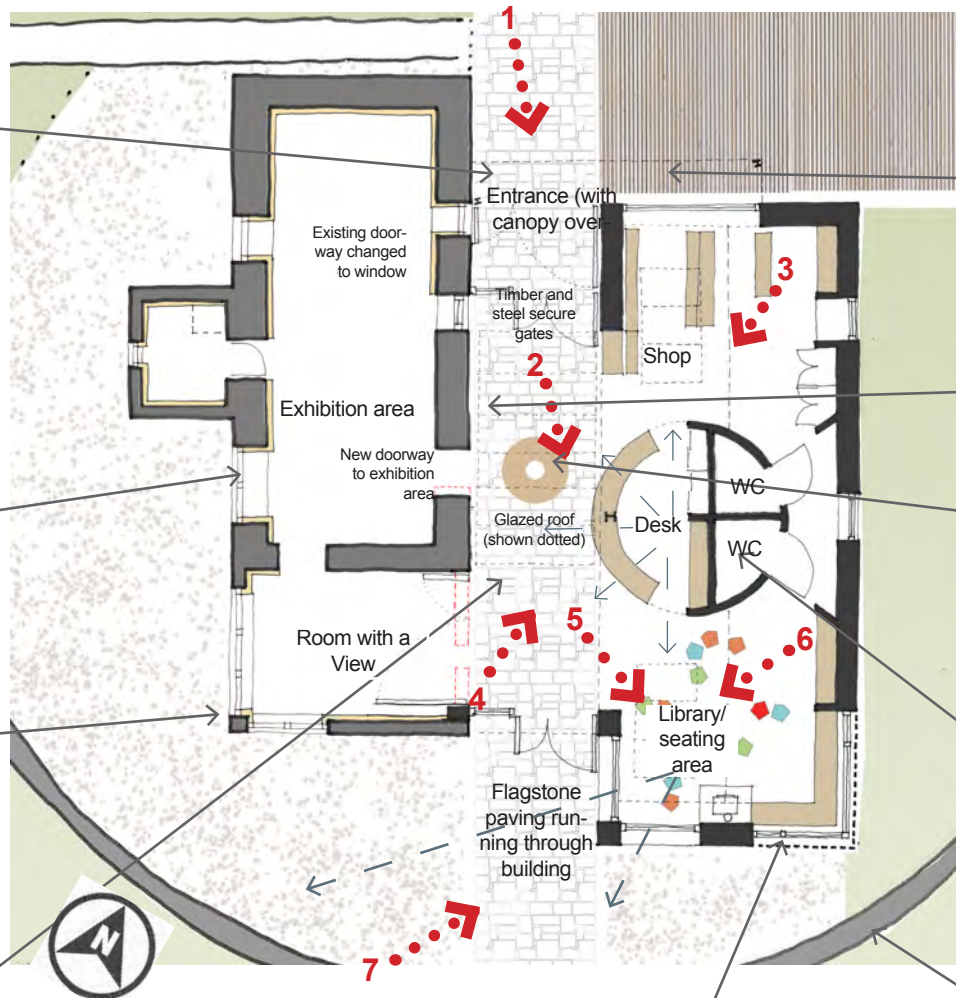 1
Entrance (with
canopy over-
Existing door-
way changed
to window
3
Timber and
steel secure
gates
Shop
2
Exhibition area
New doorway
to exhibition
area
WC
Desk
Glazed roof
(shown dotted)
WC
5
6
Room with a
View
4
Library/
seating
area
Flagstone
paving run-
ning through
building
N
7